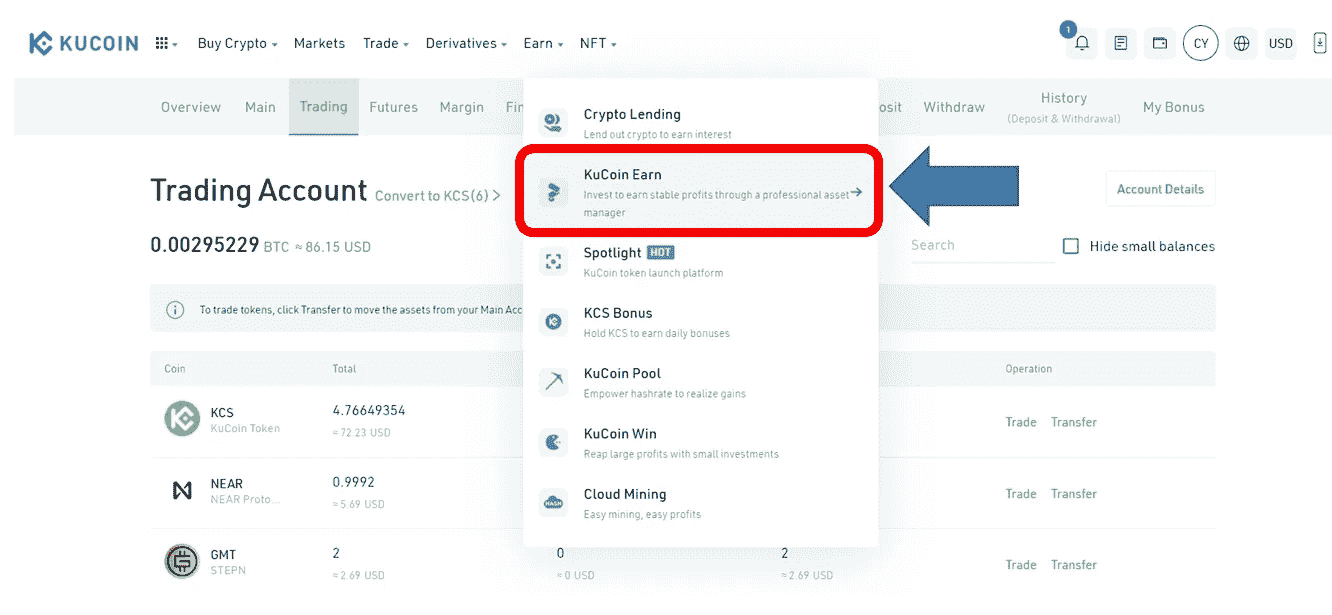 KUCOIN
Buy Crypto Markets Trade Derivatives Earn NFT
1
CY
USD
Overview Main Trading Futures Margin Withdraw History My Bonus
(Deposit & Withdrawal)
Crypto Lending
Lend out crypto to earn interest
KuCoin Earn
Invest to earn stable profits through a professional asset
manager
Spotlight HOT
KuCoin token launch platform
KCS Bonus
Hold KCS to earn daily bonuses
KuCoin Pool
Empower hashrate to realize gains
KuCoin Win
Reap large profits with small investments
Cloud Mining
Easy mining, easy profits
Trading Account Convert to KCS(6) >
Account Details
0.00295229 BTC ≈ 86.15 USD
Search
Hide small balances
To trade tokens, click Transfer to move the assets from your Main Acc
Coin Total Operation
KCS 4.76649354
KuCoin Token ≈ 72.23 USD
Trade Transfer
NEAR 0.9992
NEAR Proto... ≈ 5.69 USD
Trade Transfer
GMT 2 0 2
STEPN ≈ 2.69 USD ≈ 0 USD ≈ 2.69 USD
Trade Transfer